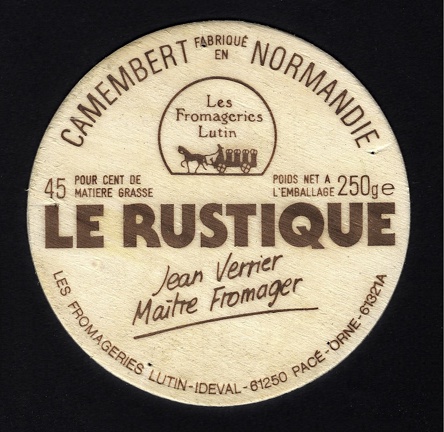 CAMEMBERT FABRIQUÉ EN NORMANDIE
Les
Fromageries
Lutin
45 POUR CENT DE
MATIERE GRASSE
POIDS NET A
L'EMBALLAGE 250g e
LE RUSTIQUE
Jean Verrier
Maître Fromager
LES FROMAGERIES LUTIN-IDEVAL-61250 PACÉ-ORNE-61321A